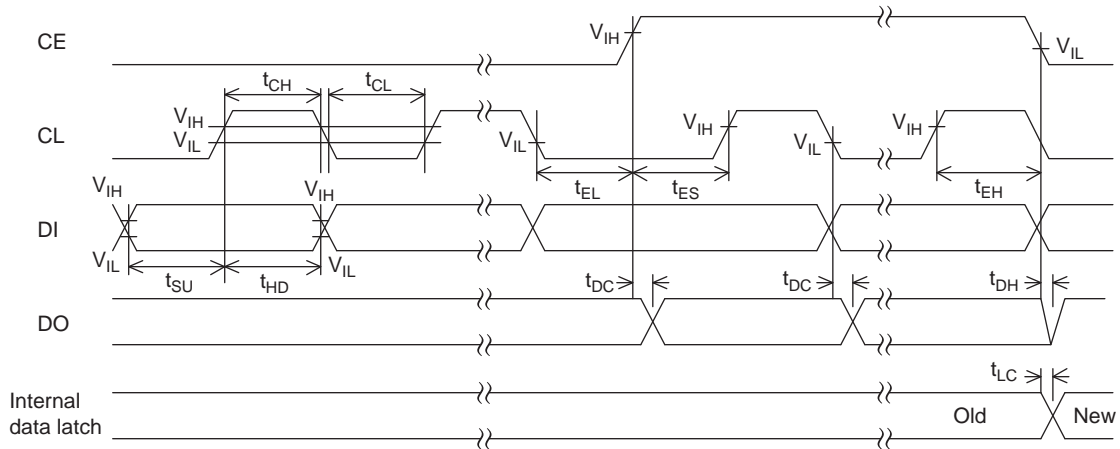 CE
V_IH
V_IL
t_CH
t_CL
CL
V_IH
V_IL
V_IL
V_IH
V_IL
V_IH
t_EL
t_ES
t_EH
DI
V_IH
V_IL
V_IH
V_IL
t_SU
t_HD
t_DC
t_DC
t_DH
DO
t_LC
Internal
data latch
Old
New